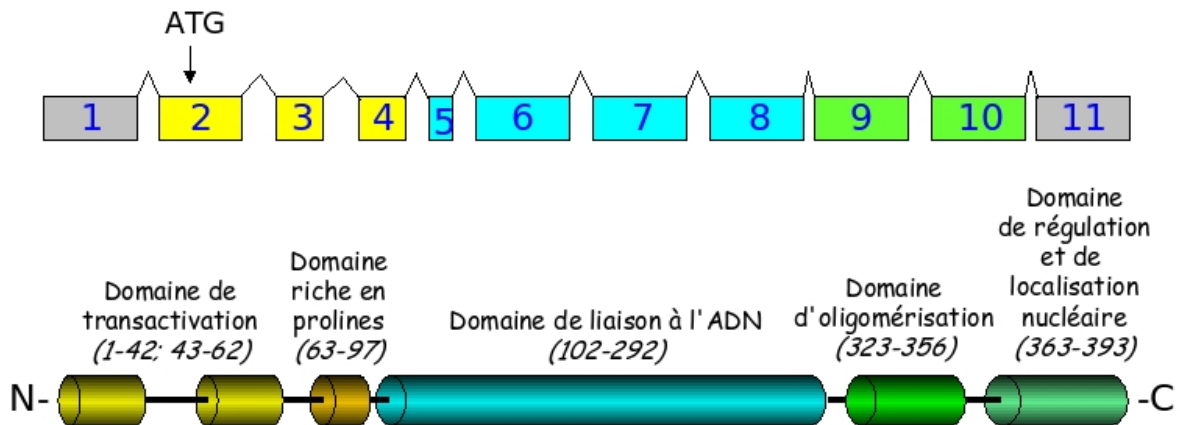 ATG
1 2 3 4 5 6 7 8 9 10 11
Domaine de
transactivation
(1-42; 43-62)
Domaine
riche en
prolines
(63-97)
Domaine de liaison à l'ADN
(102-292)
Domaine
d'oligomérisation
(323-356)
Domaine
de régulation
et de
localisation
nucléaire
(363-393)
N-
-C